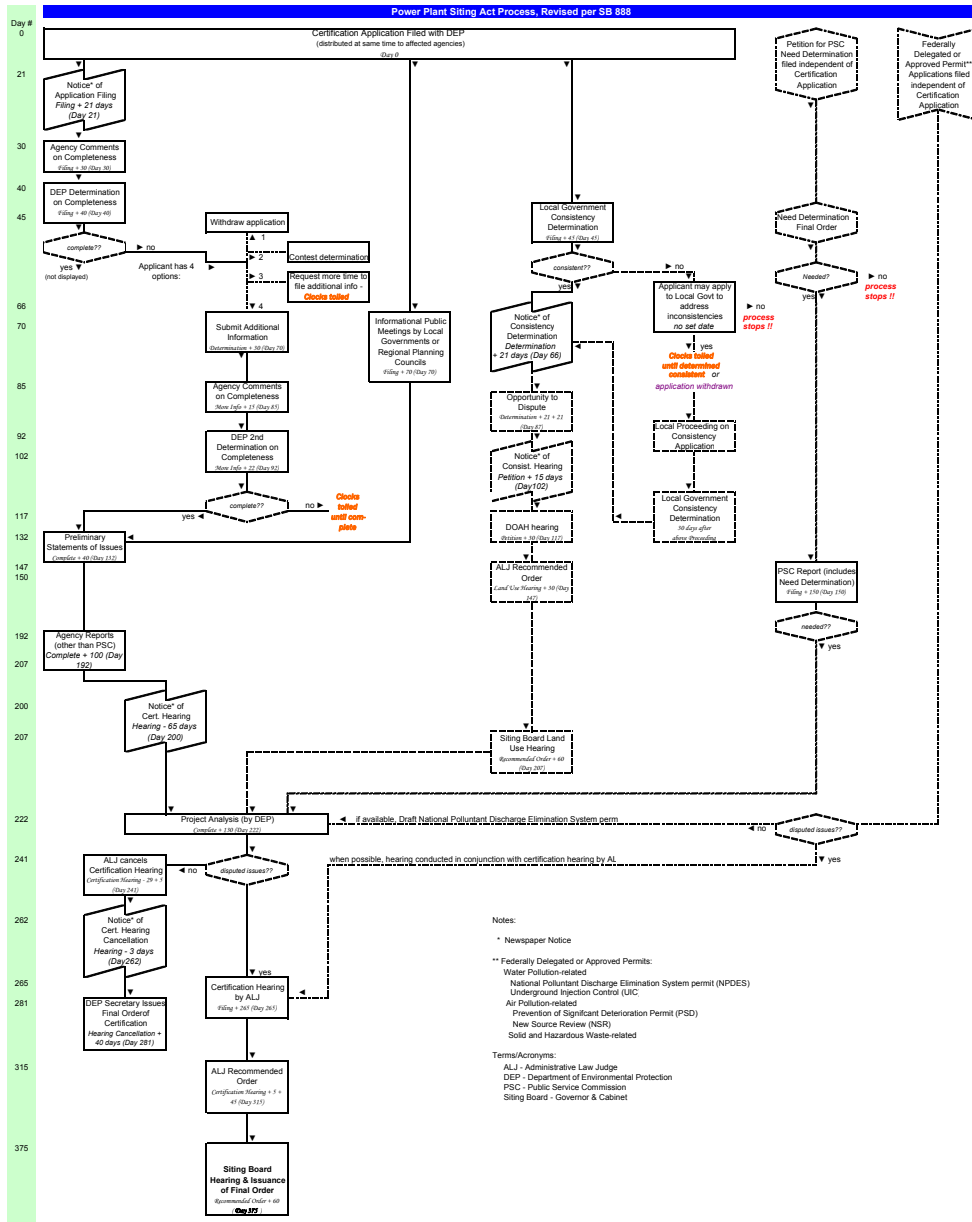 Power Plant Siting Act Process, Revised per SB 888
Day #
0
21
30
40
45
66
70
85
92
102
117
132
147
150
192
207
200
207
222
241
262
265
281
315
375
Certification Application Filed with DEP
(distributed at same time to affected agencies)
Day 0
Petition for PSC
Need Determination
filed independent of
Certification
Application
Federally
Delegated or
Approved Permit**
Applications filed
independent of
Certification
Application
Notice* of
Application Filing
Filing + 21 days
(Day 21)
Agency Comments
on Completeness
Filing + 30 (Day 30)
DEP Determination
on Completeness
Filing + 40 (Day 40)
complete??
no
yes
(not displayed)
Applicant has 4
options:
Withdraw application
1
2
Contest determination
3
Request more time to
file additional info -
Clocks tolled
4
Submit Additional
Information
Determination + 30 (Day 70)
Agency Comments
on Completeness
More Info + 15 (Day 85)
DEP 2nd
Determination on
Completeness
More Info + 22 (Day 92)
complete??
yes
no
Clocks
tolled
until com-
plete
Informational Public
Meetings by Local
Governments or
Regional Planning
Councils
Filing + 70 (Day 70)
Local Government
Consistency
Determination
Filing + 45 (Day 45)
consistent??
no
yes
Notice* of
Consistency
Determination
Determination
+ 21 days (Day 66)
Opportunity to
Dispute
Determination + 21 + 21
(Day 87)
Notice* of
Consist. Hearing
Petition + 15 days
(Day102)
DOAH hearing
Petition + 30 (Day 117)
ALJ Recommended
Order
Land Use Hearing + 30 (Day
147)
Siting Board Land
Use Hearing
Recommended Order + 60
(Day 207)
Applicant may apply
to Local Govt to
address
inconsistencies
no set date
no
process
stops !!
yes
Clocks tolled
until determined
consistent or
application withdrawn
Local Proceeding on
Consistency
Application
Local Government
Consistency
Determination
30 days after
above Proceeding
Need Determination
Final Order
Needed?
no
process
stops !!
yes
PSC Report (includes
Need Determination)
Filing + 150 (Day 150)
needed??
yes
Preliminary
Statements of Issues
Complete + 40 (Day 132)
Agency Reports
(other than PSC)
Complete + 100 (Day
192)
Notice* of
Cert. Hearing
Hearing - 65 days
(Day 200)
Project Analysis (by DEP)
Complete + 130 (Day 222)
if available, Draft National Polluntant Discharge Elimination System perm
no
disputed issues??
yes
when possible, hearing conducted in conjunction with certification hearing by AL
ALJ cancels
Certification Hearing
Certification Hearing - 29 + 5
(Day 241)
no
disputed issues??
yes
Notice* of
Cert. Hearing
Cancellation
Hearing - 3 days
(Day262)
DEP Secretary Issues
Final Orderof
Certification
Hearing Cancellation +
40 days (Day 281)
Certification Hearing
by ALJ
Filing + 265 (Day 265)
ALJ Recommended
Order
Certification Hearing + 5 +
45 (Day 315)
Siting Board
Hearing & Issuance
of Final Order
Recommended Order + 60
(Day 375 )
Notes:
* Newspaper Notice
** Federally Delegated or Approved Permits:
Water Pollution-related
National Polluntant Discharge Elimination System permit (NPDES)
Underground Injection Control (UIC
Air Pollution-related
Prevention of Signifcant Deterioration Permit (PSD)
New Source Review (NSR)
Solid and Hazardous Waste-related
Terms/Acronyms:
ALJ - Administrative Law Judge
DEP - Department of Environmental Protection
PSC - Public Service Commission
Siting Board - Governor & Cabinet